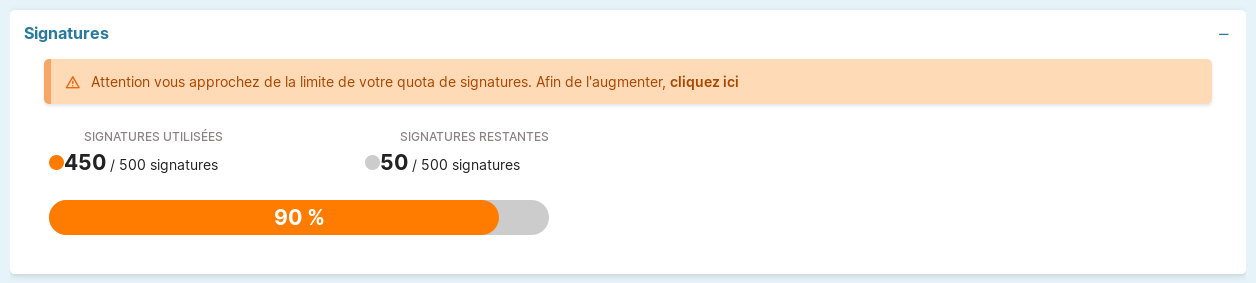 Signatures
Attention vous approchez de la limite de votre quota de signatures. Afin de l'augmenter, cliquez ici
SIGNATURES UTILISÉES
450 / 500 signatures
SIGNATURES RESTANTES
50 / 500 signatures
90 %